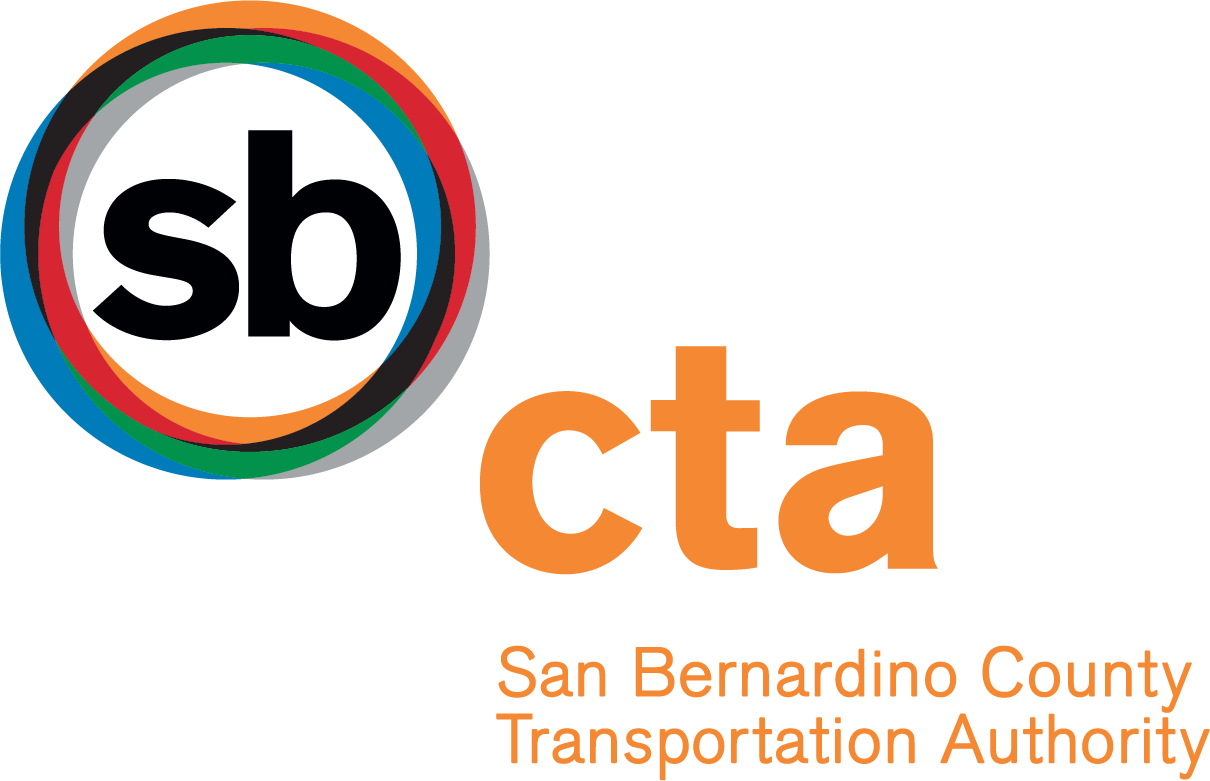 sb
cta
San Bernardino County
Transportation Authority